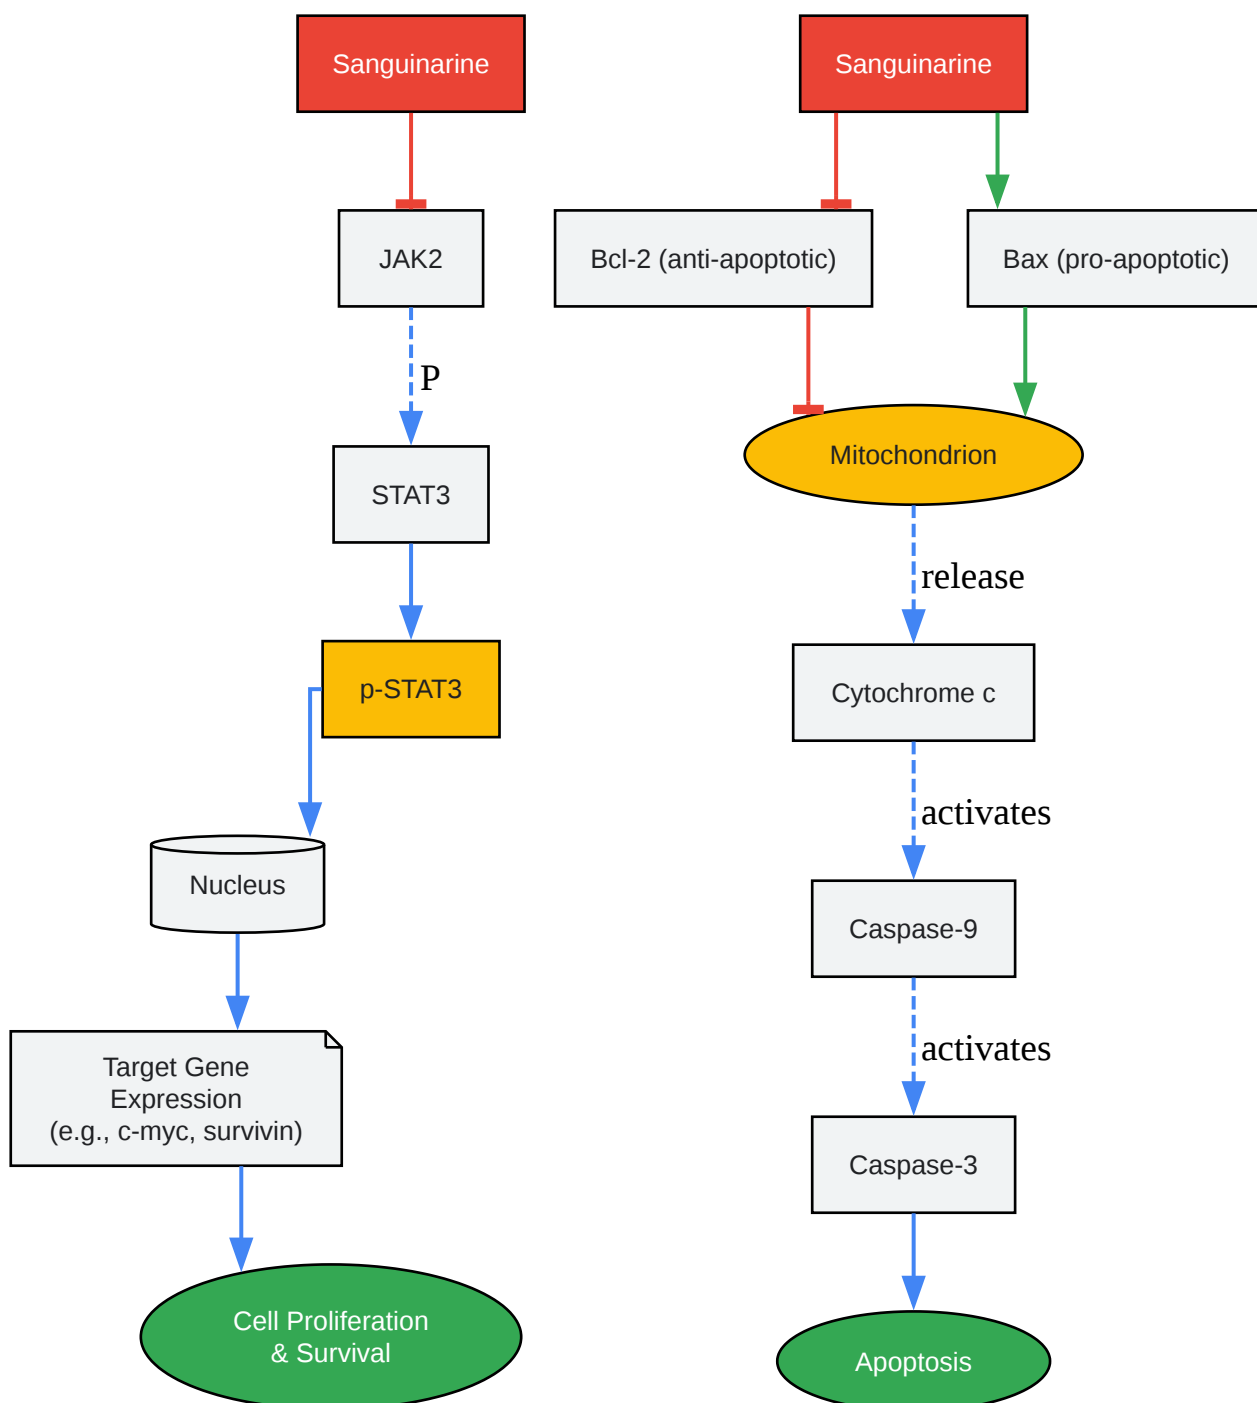 Sanguinarine
JAK2
P
STAT3
p-STAT3
Nucleus
Target Gene
Expression
(e.g., c-myc, survivin)
Cell Proliferation
& Survival
Sanguinarine
Bcl-2 (anti-apoptotic)
Bax (pro-apoptotic)
Mitochondrion
release
Cytochrome c
activates
Caspase-9
activates
Caspase-3
Apoptosis